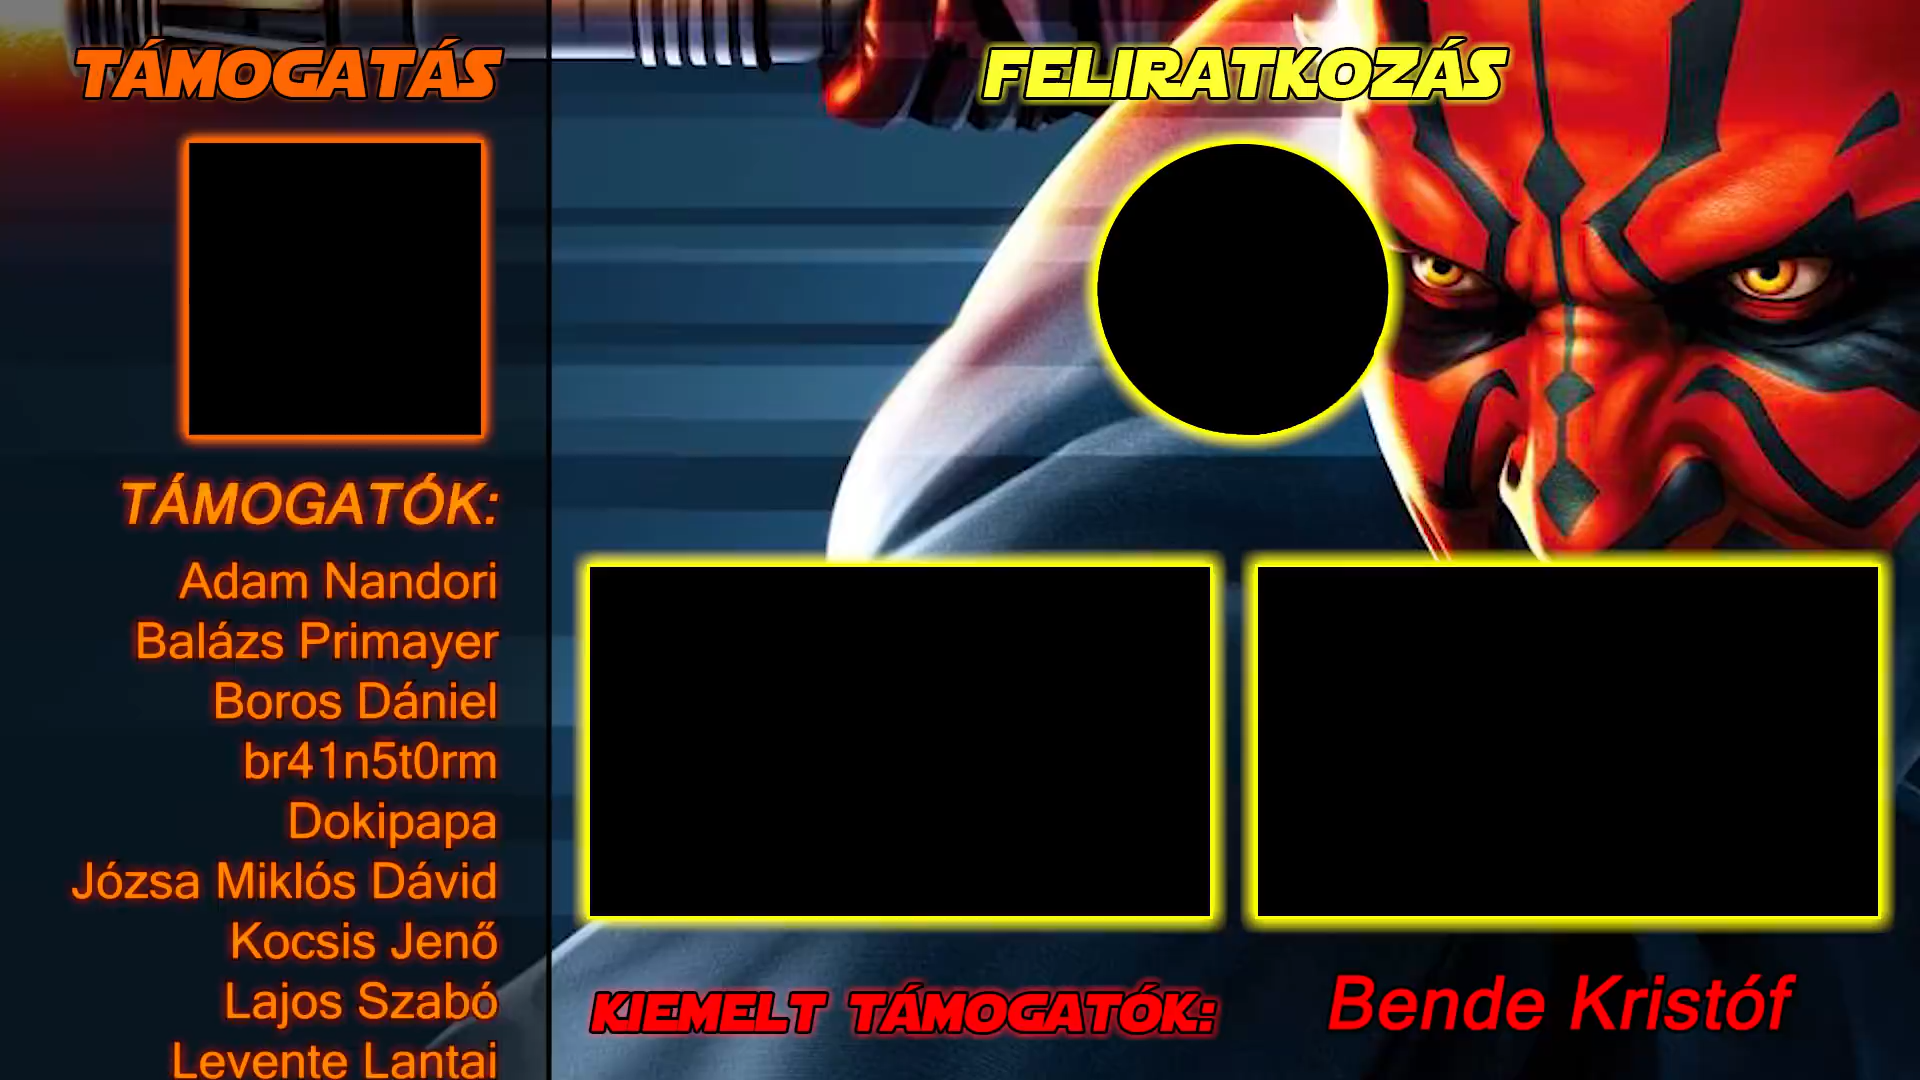 TÁMOGATÁS
FELIRATKOZÁS
TÁMOGATÓK:
Adam Nandori
Balázs Primayer
Boros Dániel
br41n5t0rm
Dokipapa
Józsa Miklós Dávid
Kocsis Jenő
Lajos Szabó
Levente Lantai
KIEMELT TÁMOGATÓK:
Bende Kristóf